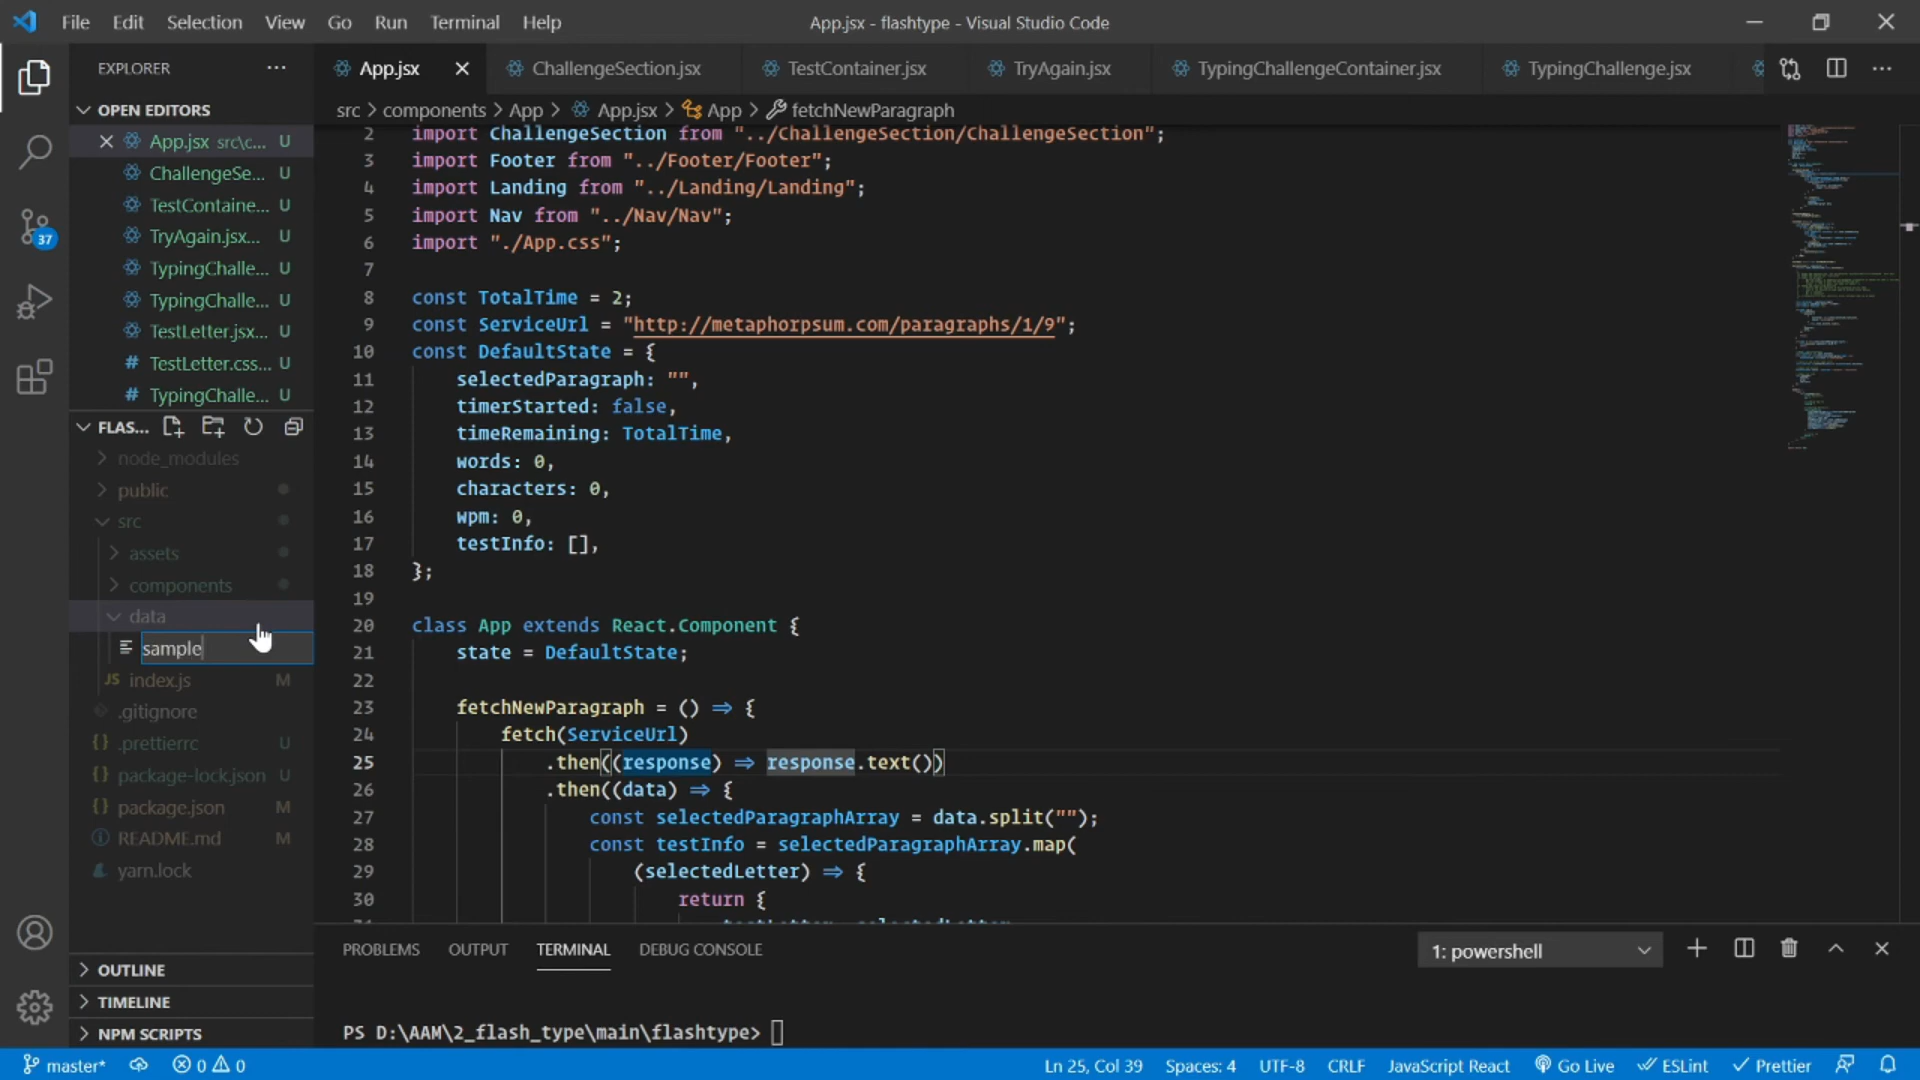 File Edit Selection View Go Run Terminal Help
App.jsx - flashtype - Visual Studio Code
EXPLORER
App.jsx ChallengeSection.jsx TestContainer.jsx TryAgain.jsx TypingChallengeContainer.jsx TypingChallenge.jsx
src > components > App > App.jsx > App > fetchNewParagraph
OPEN EDITORS
App.jsx src\c... U
ChallengeSe... U
TestContaine... U
TryAgain.jsx... U
TypingChalle... U
TypingChalle... U
TestLetter.jsx... U
TestLetter.css... U
TypingChalle... U
FLAS...
node_modules
public
src
assets
components
data
sample
JS index.js M
.gitignore
{} .prettierrc U
{} package-lock.json U
{} package.json M
README.md M
yarn.lock
OUTLINE
TIMELINE
NPM SCRIPTS
37
2 import ChallengeSection from "../ChallengeSection/ChallengeSection";
3 import Footer from "../Footer/Footer";
4 import Landing from "../Landing/Landing";
5 import Nav from "../Nav/Nav";
6 import "./App.css";
7
8 const TotalTime = 2;
9 const ServiceUrl = "http://metaphorpsum.com/paragraphs/1/9";
10 const DefaultState = {
11 selectedParagraph: "",
12 timerStarted: false,
13 timeRemaining: TotalTime,
14 words: 0,
15 characters: 0,
16 wpm: 0,
17 testInfo: [],
18 };
19
20 class App extends React.Component {
21 state = DefaultState;
22
23 fetchNewParagraph = () => {
24 fetch(ServiceUrl)
25 .then((response) => response.text())
26 .then((data) => {
27 const selectedParagraphArray = data.split("");
28 const testInfo = selectedParagraphArray.map(
29 (selectedLetter) => {
30 return {
PROBLEMS OUTPUT TERMINAL DEBUG CONSOLE
1: powershell
PS D:\AAM\2_flash_type\main\flashtype>
master* 0 0
Ln 25, Col 39 Spaces: 4 UTF-8 CRLF JavaScript React Go Live ESLint Prettier